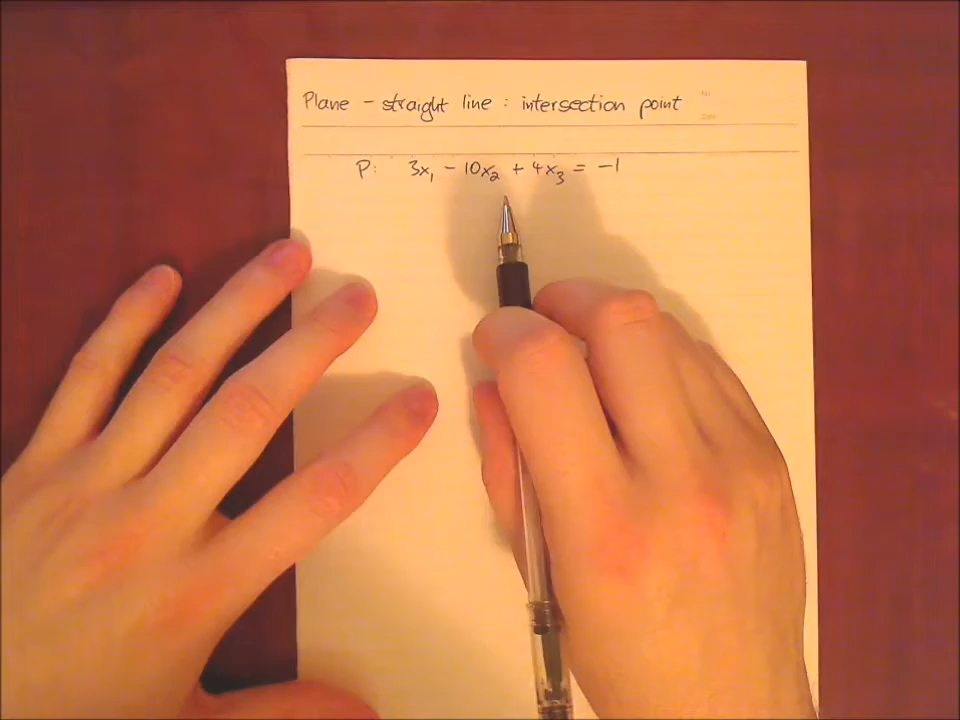 Plane - straight line : intersection point
P: 3x₁ - 10x₂ + 4x₃ = -1